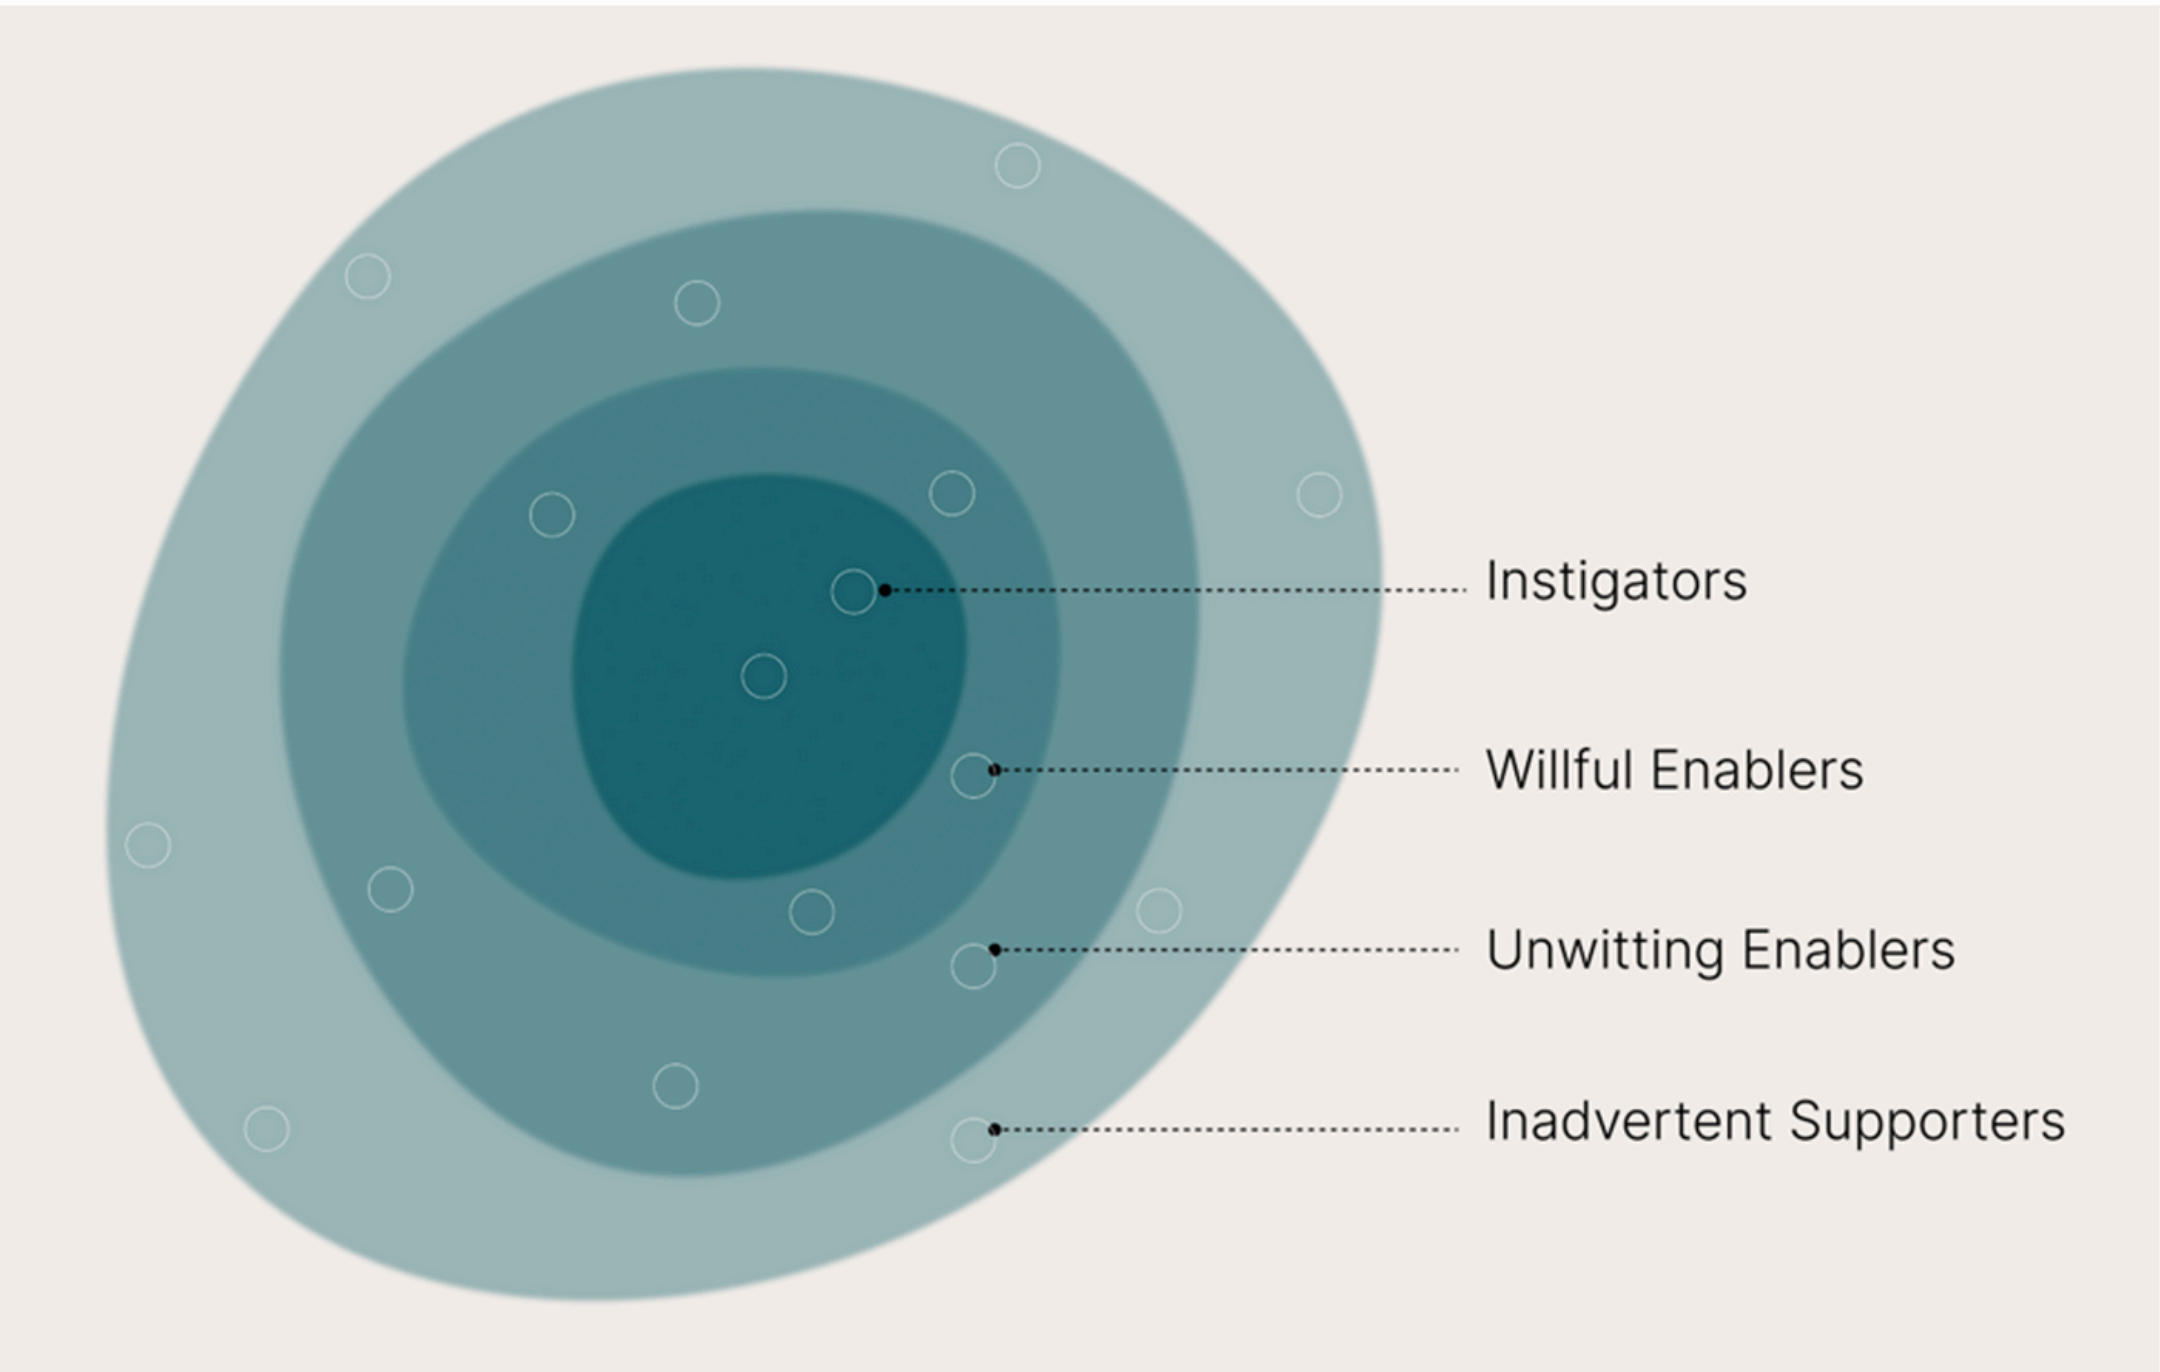 Instigators
Willful Enablers
Unwitting Enablers
Inadvertent Supporters